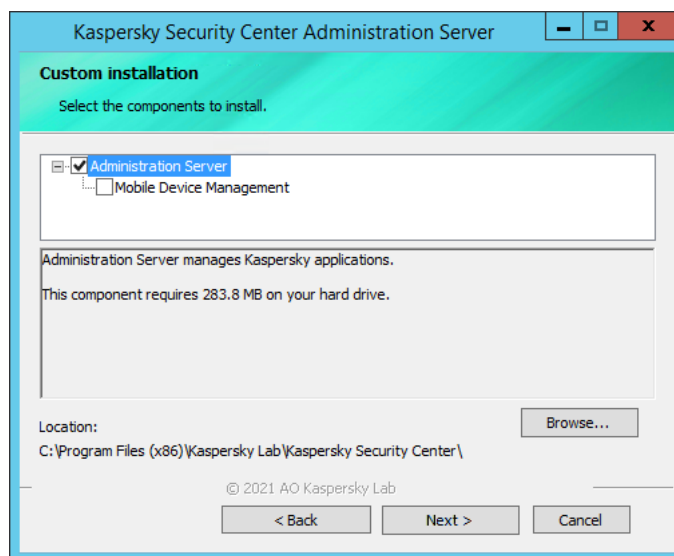 Kaspersky Security Center Administration Server
Custom installation
Select the components to install.
Administration Server
Mobile Device Management
Administration Server manages Kaspersky applications.
This component requires 283.8 MB on your hard drive.
Browse...
Location:
C:\Program Files (x86)\Kaspersky Lab\Kaspersky Security Center\
© 2021 AO Kaspersky Lab
< Back
Next >
Cancel